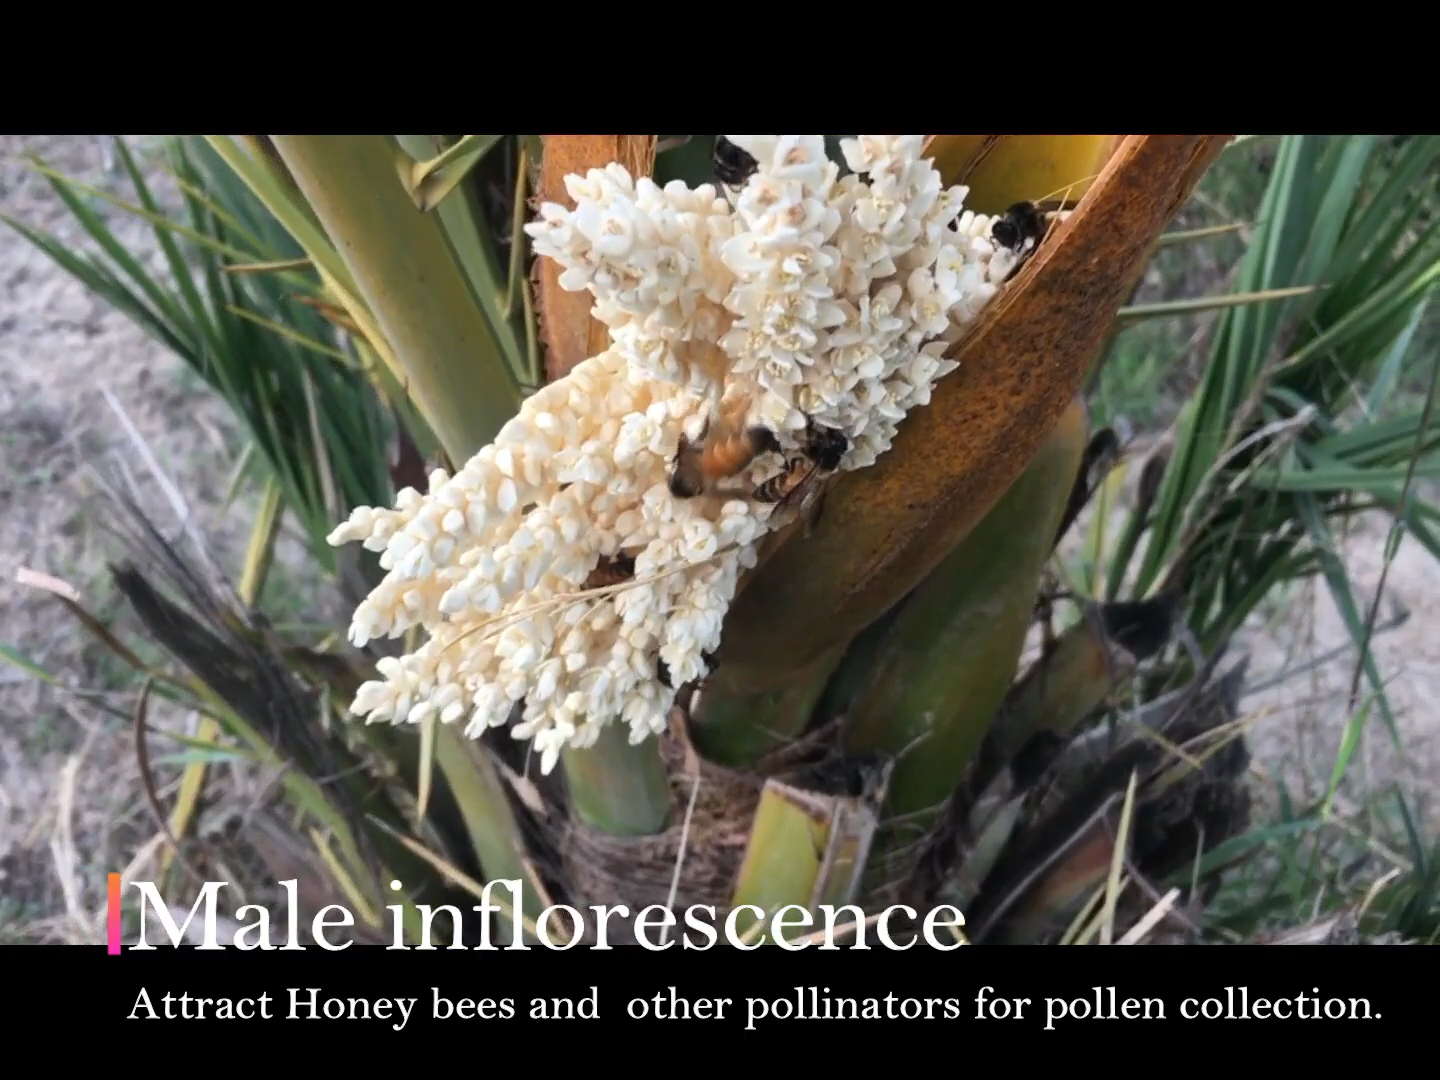 Male inflorescence
Attract Honey bees and  other pollinators for pollen collection.